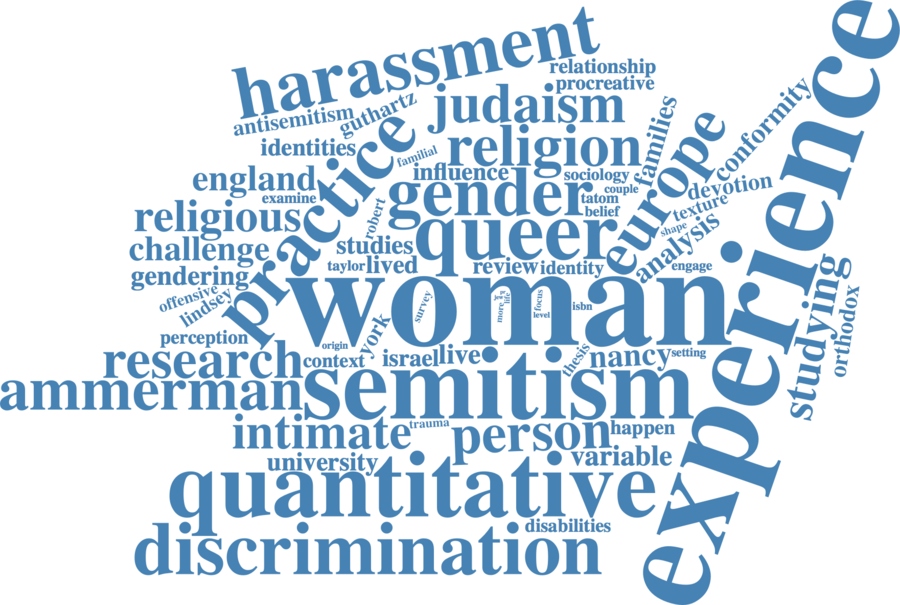 harassment
relationship
procreative
antisemitism
guthartz
judaism
identities
practice
familial
religion
families
conformity
experience
england
examine
influence
sociology
couple
europe
devotion
gender
tatom
belief
texture
religious
robert
shape
analysis
challenge
studies
queer
gendering
taylor
lived
review
identity
engage
offensive
lindsey
woman
survey
pr
jew
life
more
focus
level
isbn
studying
orthodox
perception
origin
york
research
context
israel
live
thesis
nancy
setting
ammerman
semitism
intimate
trauma
person
happen
university
variable
quantitative
disabilities
discrimination